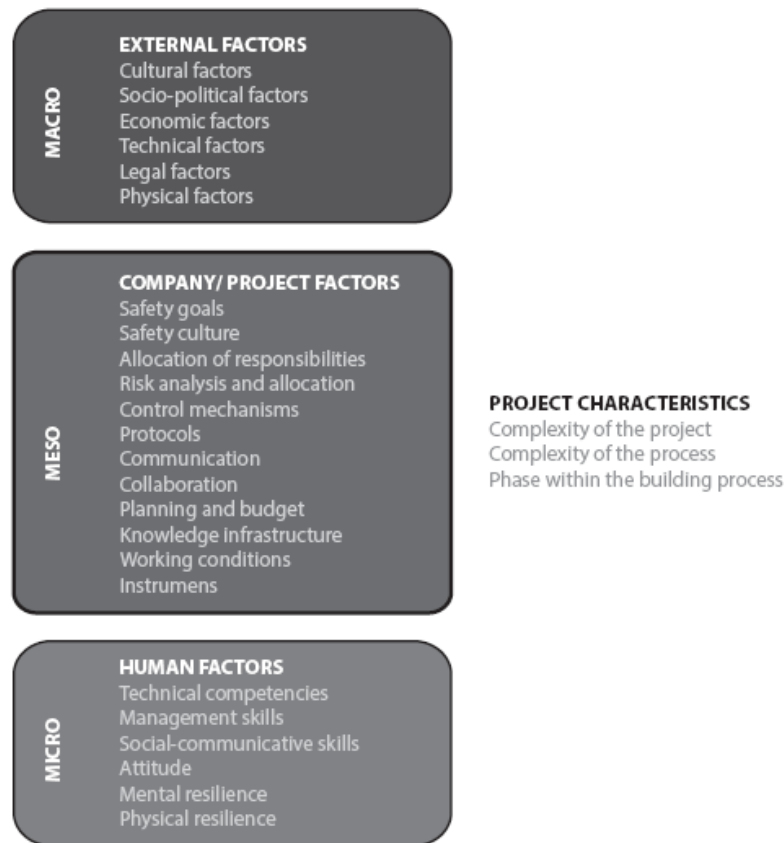 MACRO
EXTERNAL FACTORS
Cultural factors
Socio-political factors
Economic factors
Technical factors
Legal factors
Physical factors
MESO
COMPANY/ PROJECT FACTORS
Safety goals
Safety culture
Allocation of responsibilities
Risk analysis and allocation
Control mechanisms
Protocols
Communication
Collaboration
Planning and budget
Knowledge infrastructure
Working conditions
Instrumens
PROJECT CHARACTERISTICS
Complexity of the project
Complexity of the process
Phase within the building process
MICRO
HUMAN FACTORS
Technical competencies
Management skills
Social-communicative skills
Attitude
Mental resilience
Physical resilience